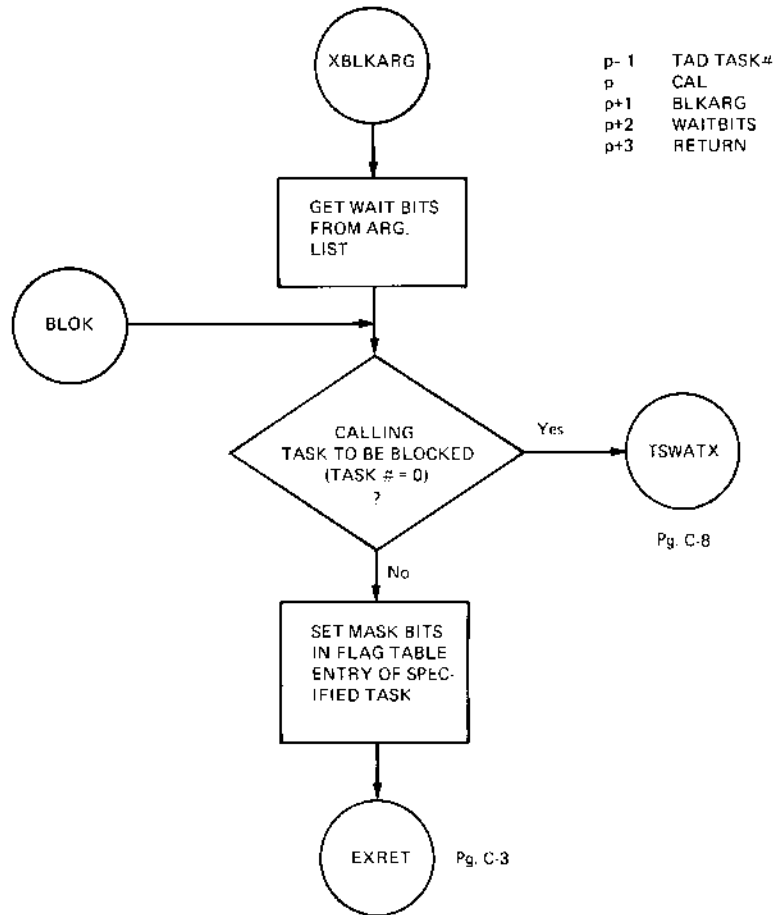 XBLKARG
p-1 TAD TASK#
p CAL
p+1 BLKARG
p+2 WAITBITS
p+3 RETURN
GET WAIT BITS
FROM ARG.
LIST
BLOK
CALLING
TASK TO BE BLOCKED
(TASK # = 0)
?
Yes
TSWATX
Pg. C-8
No
SET MASK BITS
IN FLAG TABLE
ENTRY OF SPEC-
IFIED TASK
EXRET
Pg. C-3